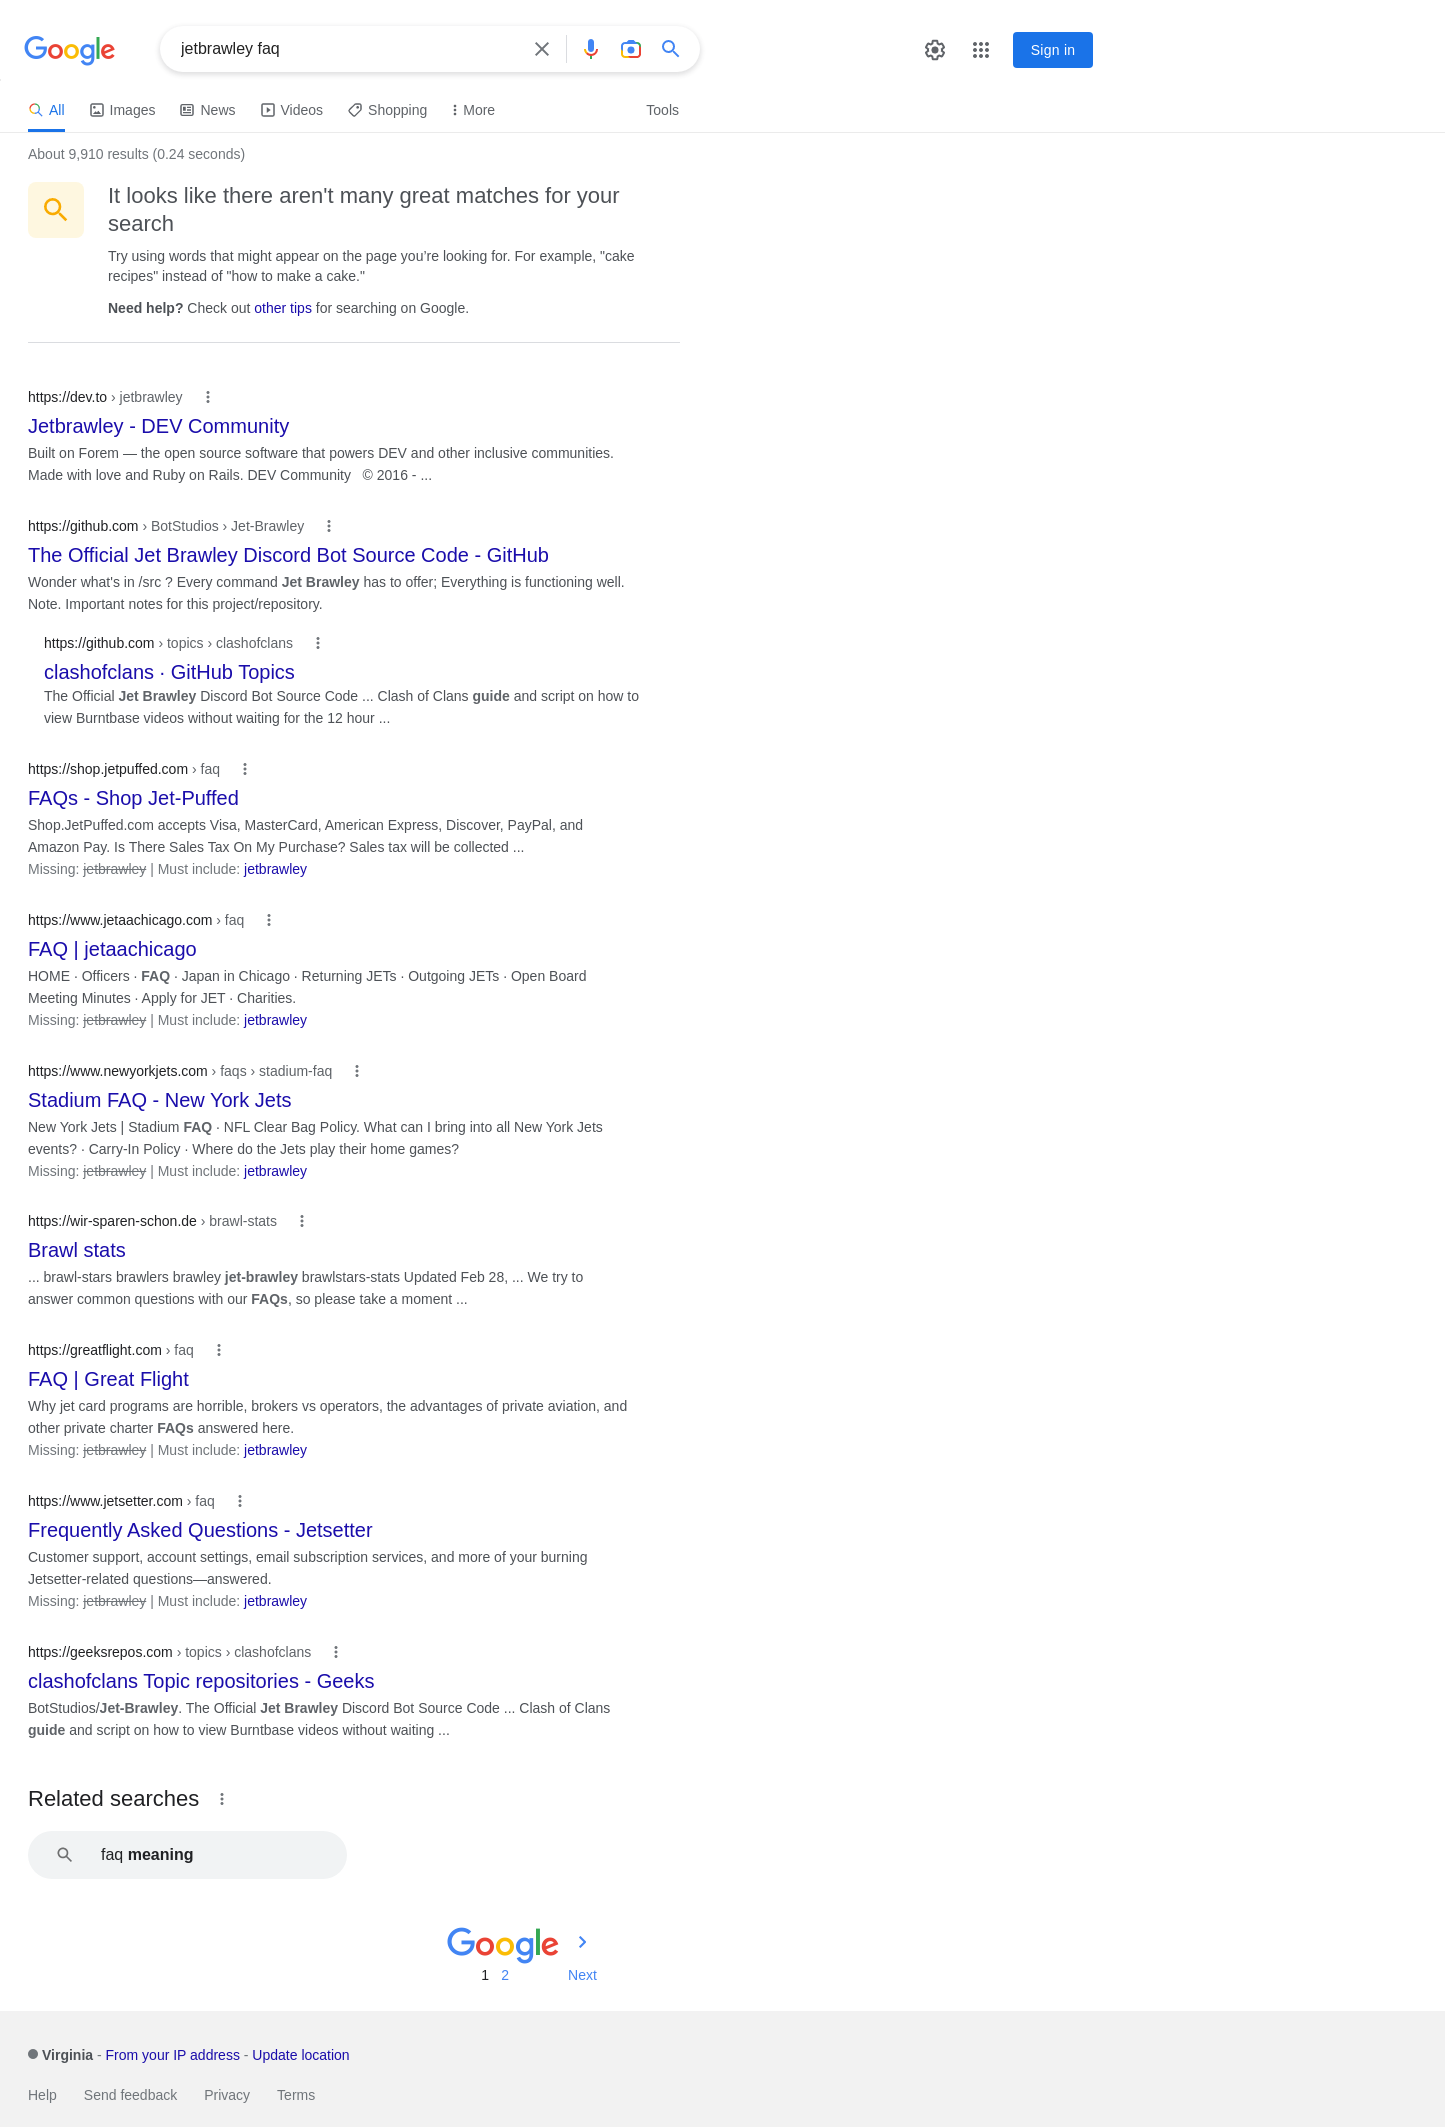 Google
jetbrawley faq
Sign in
All
Images
News
Videos
Shopping
More
Tools
About 9,910 results (0.24 seconds)
It looks like there aren't many great matches for your
search
Try using words that might appear on the page you're looking for. For example, "cake
recipes" instead of "how to make a cake."
Need help? Check out other tips for searching on Google.
https://dev.to › jetbrawley
Jetbrawley - DEV Community
Built on Forem — the open source software that powers DEV and other inclusive communities.
Made with love and Ruby on Rails. DEV Community © 2016 - ...
https://github.com › BotStudios › Jet-Brawley
The Official Jet Brawley Discord Bot Source Code - GitHub
Wonder what's in /src ? Every command Jet Brawley has to offer; Everything is functioning well.
Note. Important notes for this project/repository.
https://github.com › topics › clashofclans
clashofclans · GitHub Topics
The Official Jet Brawley Discord Bot Source Code ... Clash of Clans guide and script on how to
view Burntbase videos without waiting for the 12 hour ...
https://shop.jetpuffed.com › faq
FAQs - Shop Jet-Puffed
Shop.JetPuffed.com accepts Visa, MasterCard, American Express, Discover, PayPal, and
Amazon Pay. Is There Sales Tax On My Purchase? Sales tax will be collected ...
Missing: jetbrawley | Must include: jetbrawley
https://www.jetaachicago.com › faq
FAQ | jetaachicago
HOME · Officers · FAQ · Japan in Chicago · Returning JETs · Outgoing JETs · Open Board
Meeting Minutes · Apply for JET · Charities.
Missing: jetbrawley | Must include: jetbrawley
https://www.newyorkjets.com › faqs › stadium-faq
Stadium FAQ - New York Jets
New York Jets | Stadium FAQ · NFL Clear Bag Policy. What can I bring into all New York Jets
events? · Carry-In Policy · Where do the Jets play their home games?
Missing: jetbrawley | Must include: jetbrawley
https://wir-sparen-schon.de › brawl-stats
Brawl stats
... brawl-stars brawlers brawley jet-brawley brawlstars-stats Updated Feb 28, ... We try to
answer common questions with our FAQs, so please take a moment ...
https://greatflight.com › faq
FAQ | Great Flight
Why jet card programs are horrible, brokers vs operators, the advantages of private aviation, and
other private charter FAQs answered here.
Missing: jetbrawley | Must include: jetbrawley
https://www.jetsetter.com › faq
Frequently Asked Questions - Jetsetter
Customer support, account settings, email subscription services, and more of your burning
Jetsetter-related questions—answered.
Missing: jetbrawley | Must include: jetbrawley
https://geeksrepos.com › topics › clashofclans
clashofclans Topic repositories - Geeks
BotStudios/Jet-Brawley. The Official Jet Brawley Discord Bot Source Code ... Clash of Clans
guide and script on how to view Burntbase videos without waiting ...
Related searches
faq meaning
Google
1 2 Next
Virginia - From your IP address - Update location
Help Send feedback Privacy Terms